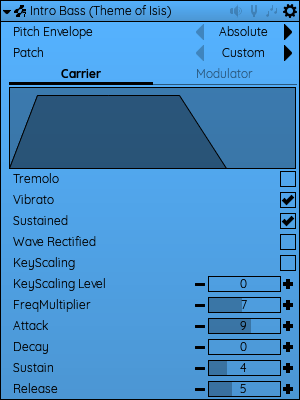 Intro Bass (Theme of Isis)
Pitch Envelope Absolute
Patch Custom
Carrier Modulator
Tremolo
Vibrato
Sustained
Wave Rectified
KeyScaling
KeyScaling Level 0
FreqMultiplier 7
Attack 9
Decay 0
Sustain 4
Release 5